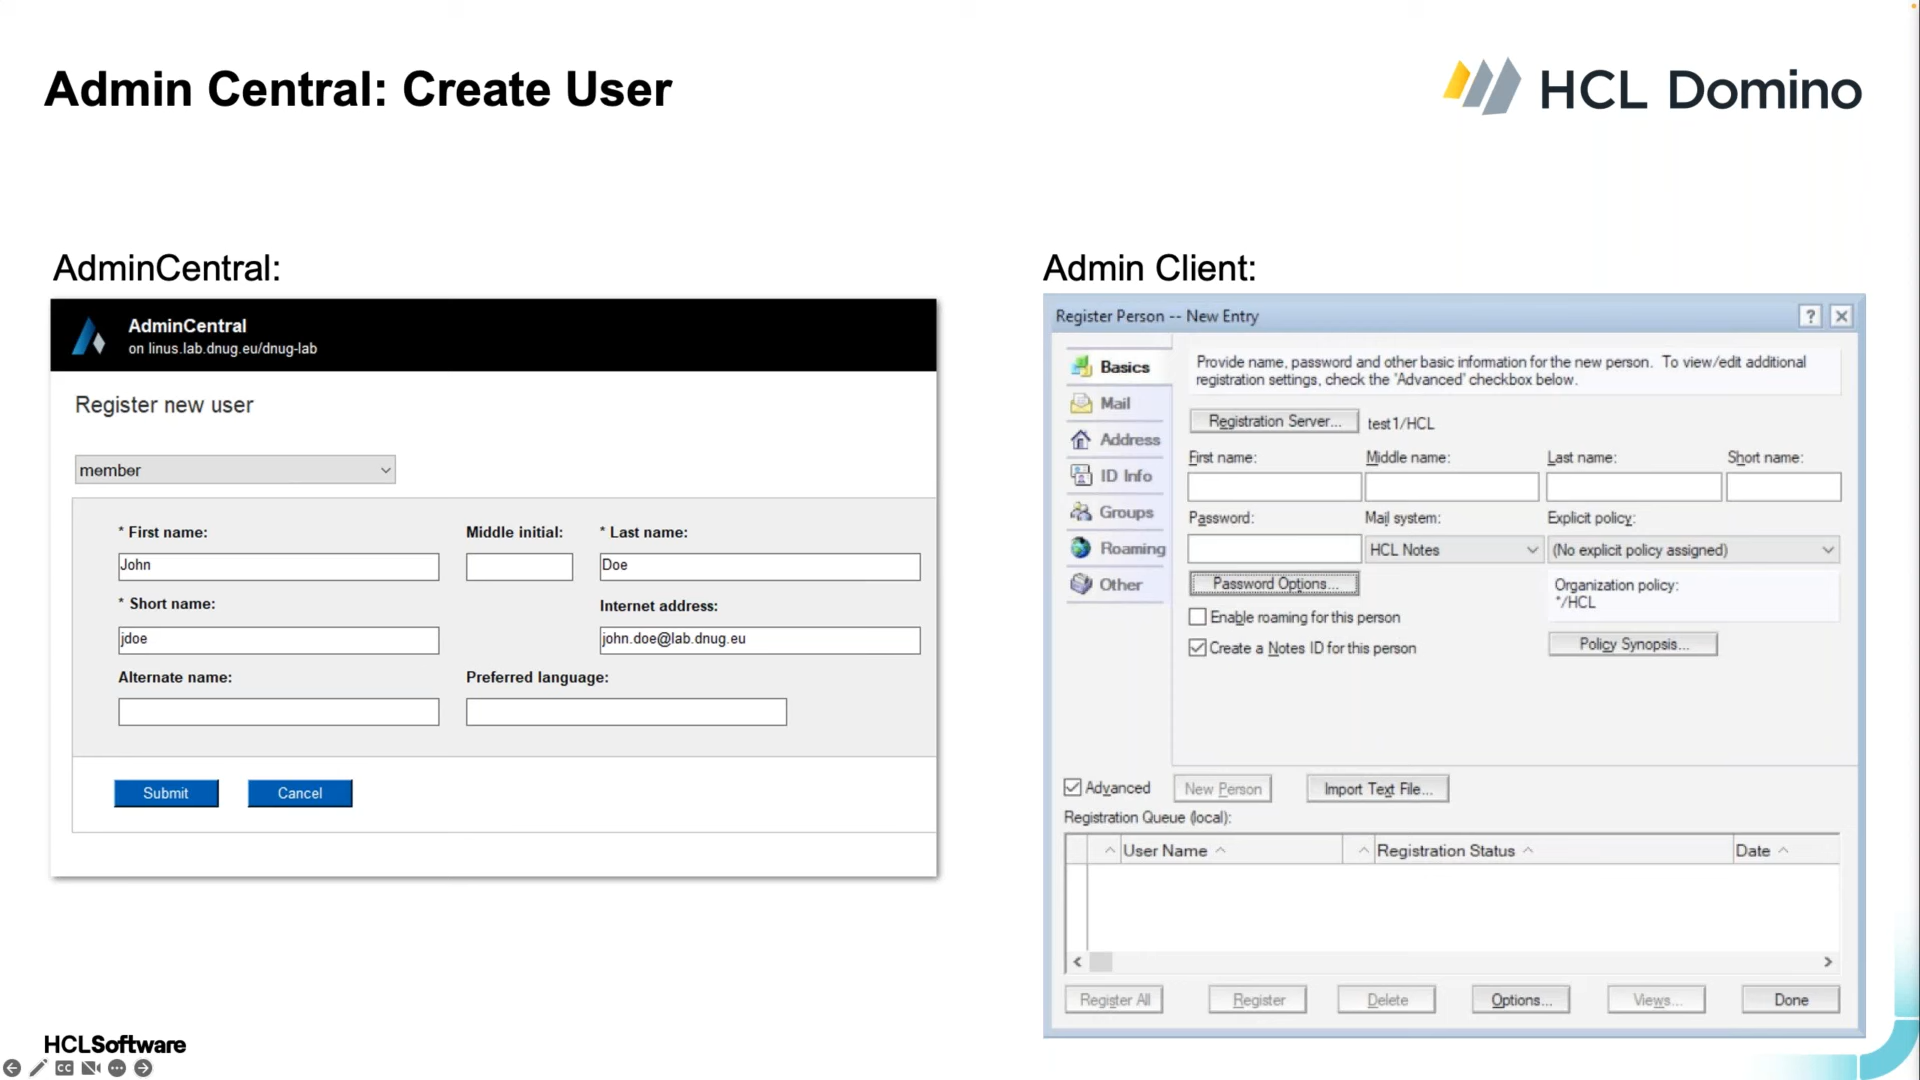 Admin Central: Create User
HCL Domino
AdminCentral:
AdminCentral
on linus.lab.dnug.eu/dnug-lab
Register new user
member
* First name:
Middle initial:
* Last name:
John
Doe
* Short name:
Internet address:
jdoe
john.doe@lab.dnug.eu
Alternate name:
Preferred language:
Submit
Cancel
Admin Client:
Register Person -- New Entry
?
Basics
Mail
Address
ID Info
Groups
Roaming
Other
Provide name, password and other basic information for the new person. To view/edit additional
registration settings, check the 'Advanced' checkbox below.
Registration Server...
test1/HCL
First name:
Middle name:
Last name:
Short name:
Password:
Mail system:
Explicit policy:
HCL Notes
(No explicit policy assigned)
Password Options...
Organization policy:
*/HCL
Enable roaming for this person
Create a Notes ID for this person
Policy Synopsis...
Advanced
New Person
Import Text File...
Registration Queue (local):
User Name
Registration Status
Date
Register All
Register
Delete
Options...
Views...
Done
HCLSoftware
CC